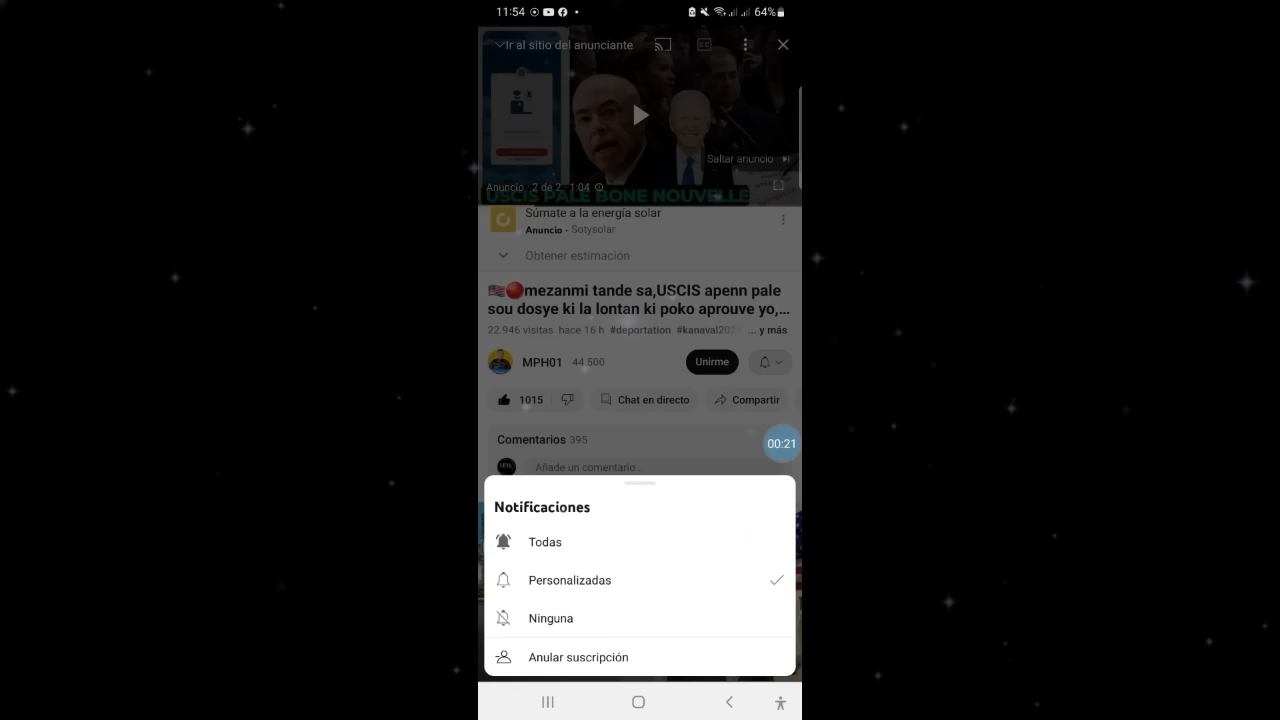 11:54
64%
Ir al sitio del anunciante
Saltar anuncio
Anuncio · 2 de 2 · 1:04
USCIS PALE BONE NOUVELLE
Súmate a la energía solar
Anuncio · Sotysolar
Obtener estimación
mezanmi tande sa,USCIS apenn pale
sou dosye ki la lontan ki poko aprouve yo,...
22.946 visitas hace 16 h #deportation #kanaval202 ... y más
MPH01 44.500 Unirme
1015 Chat en directo Compartir
Comentarios 395
00:21
Añade un comentario...
Notificaciones
Todas
Personalizadas
Ninguna
Anular suscripción